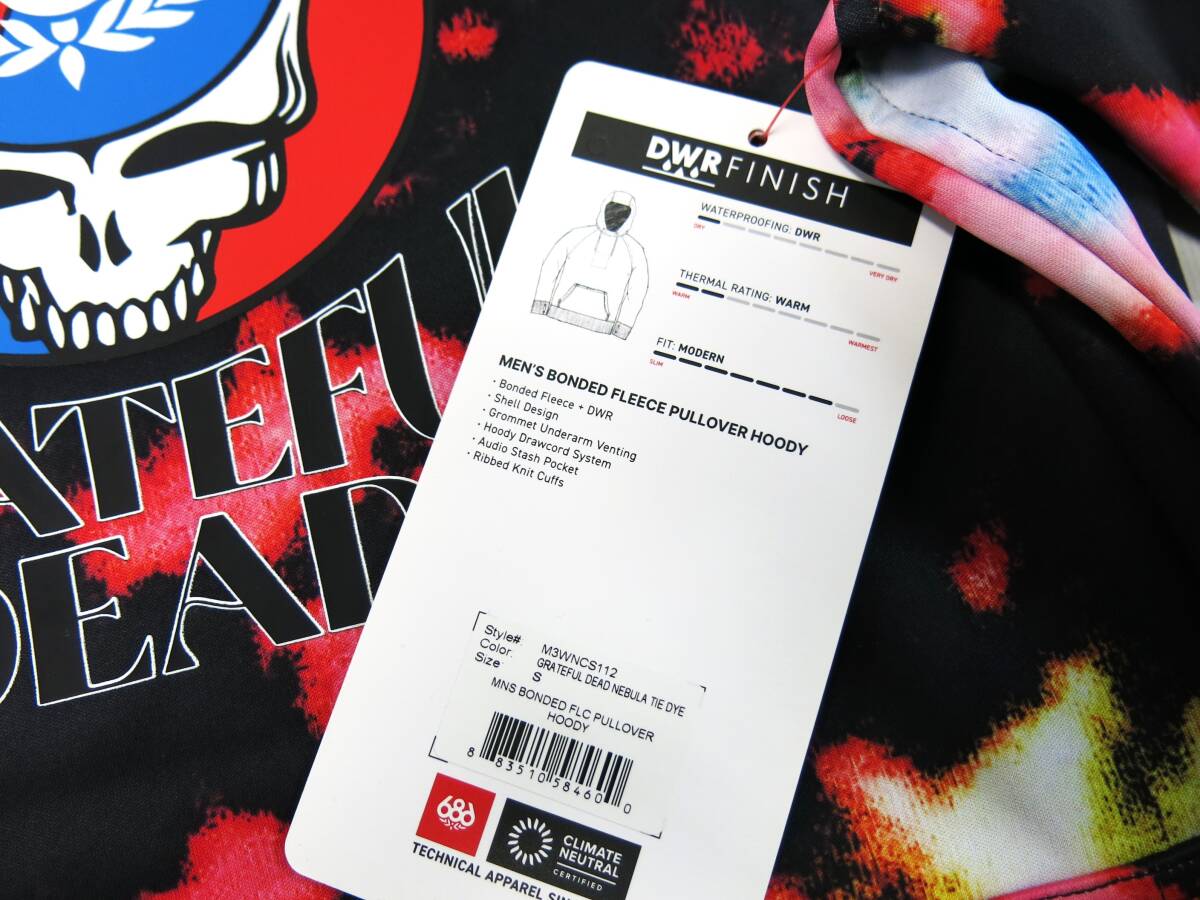 ATEFUL
DEAD
DWR FINISH
WATERPROOFING: DWR
DRY
VERY DRY
THERMAL RATING: WARM
WARM
WARMEST
FIT: MODERN
SLIM
LOOSE
MEN'S BONDED FLEECE PULLOVER HOODY
· Bonded Fleece + DWR
· Shell Design
· Grommet Underarm Venting
· Hoody Drawcord System
· Audio Stash Pocket
· Ribbed Knit Cuffs
Style#: M3WNCS112
Color: GRATEFUL DEAD NEBULA TIE DYE
Size: S
MNS BONDED FLC PULLOVER
HOODY
8 83510 58460 0
686
CLIMATE
NEUTRAL
CERTIFIED
TECHNICAL APPAREL